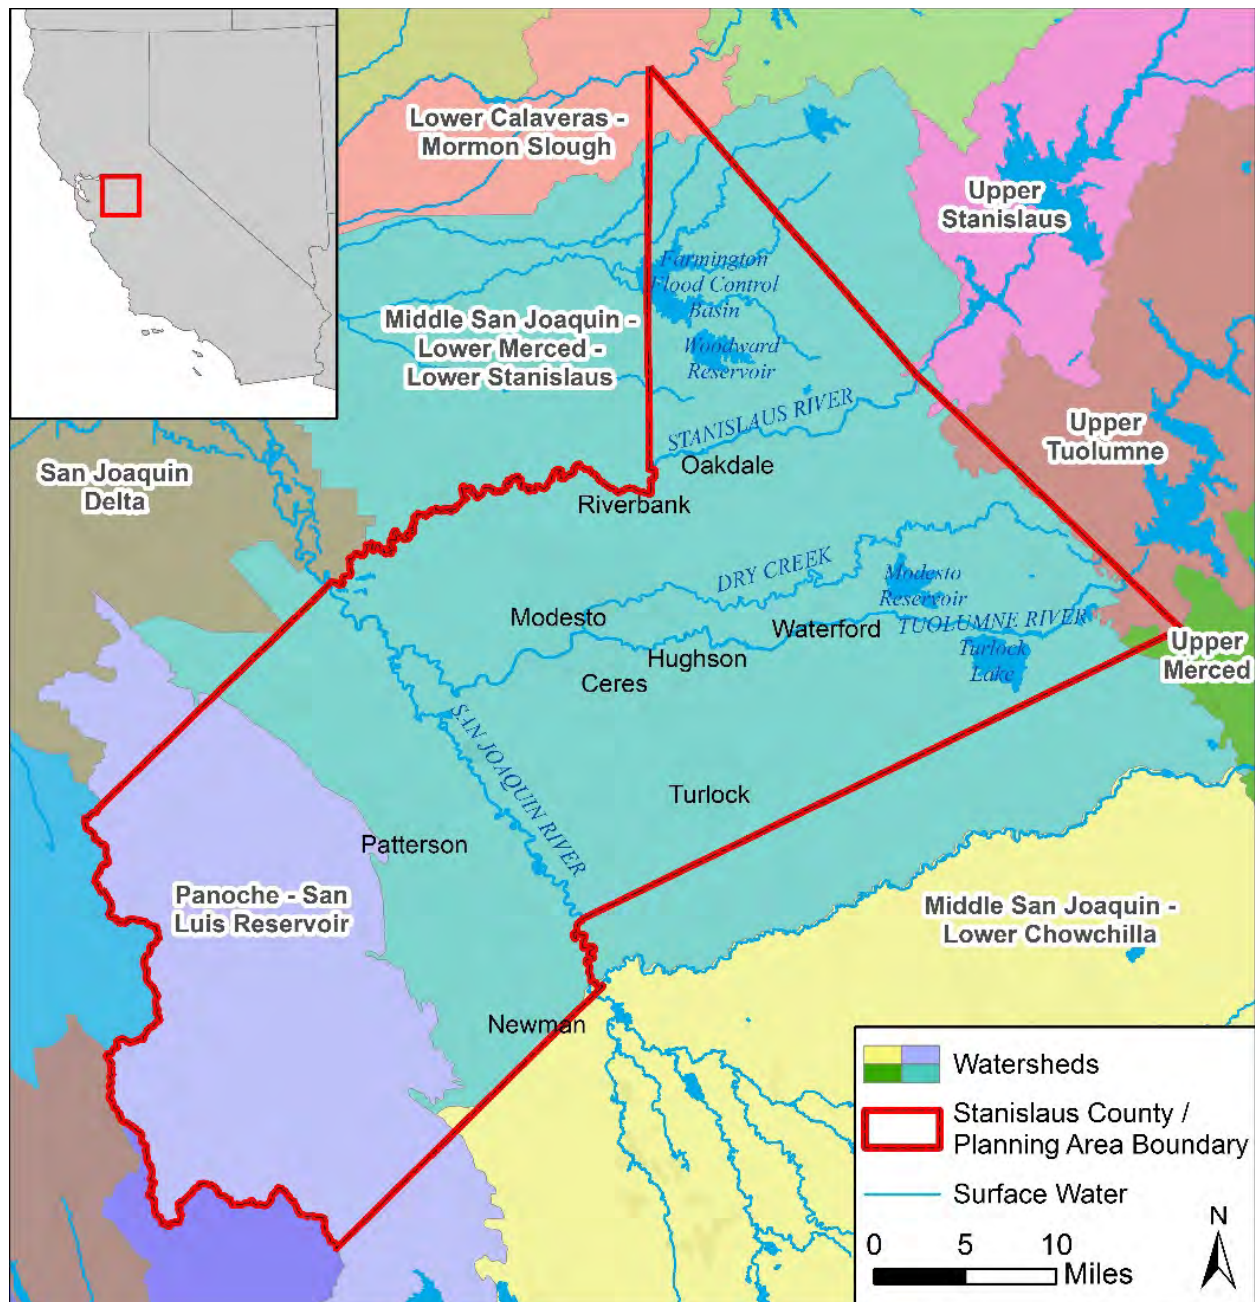 Lower Calaveras -
Mormon Slough
Upper
Stanislaus
Farmington
Flood Control
Basin
Middle San Joaquin -
Lower Merced -
Lower Stanislaus
Woodward
Reservoir
STANISLAUS RIVER
Upper
Tuolumne
San Joaquin
Delta
Oakdale
Riverbank
DRY CREEK
Modesto
Reservoir
Modesto
Waterford
TUOLUMNE RIVER
Hughson
Turlock
Lake
Upper
Merced
Ceres
SAN JOAQUIN RIVER
Turlock
Patterson
Panoche - San
Luis Reservoir
Middle San Joaquin -
Lower Chowchilla
Newman
Watersheds
Stanislaus County /
Planning Area Boundary
Surface Water
N
0 5 10
Miles